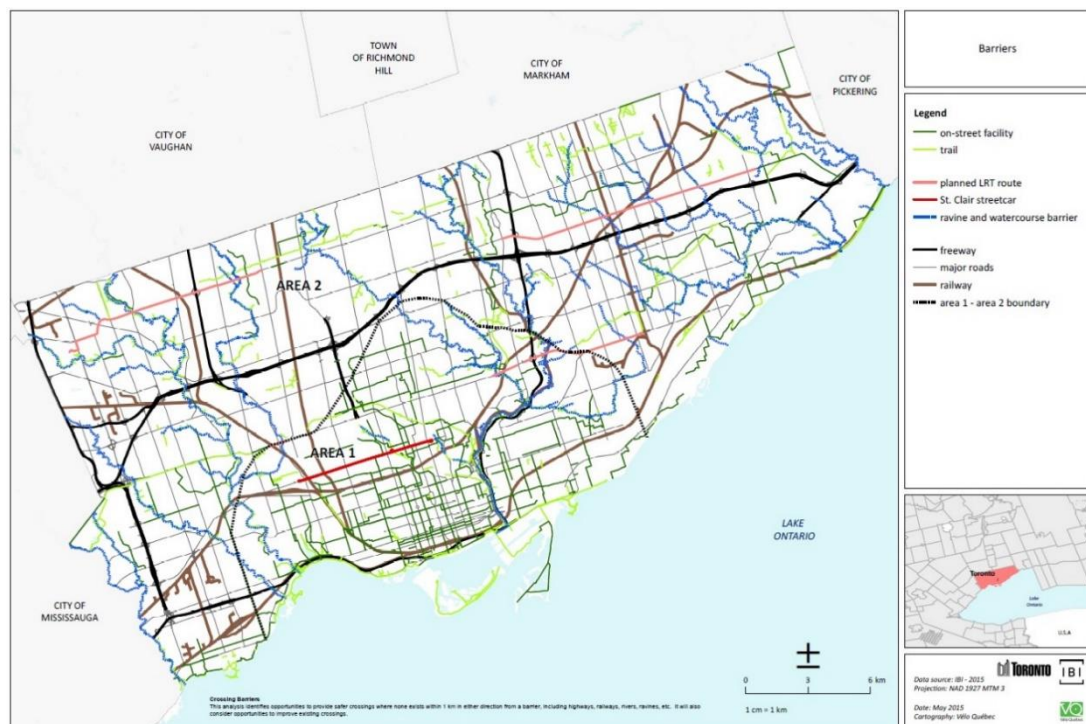 TOWN
OF RICHMOND
HILL
CITY OF
MARKHAM
CITY OF
PICKERING
CITY OF
VAUGHAN
AREA 2
AREA 1
LAKE
ONTARIO
CITY OF
MISSISSAUGA
Crossing Barriers
This analysis identifies opportunities to provide safer crossings where none exists within 1 km in either direction from a barrier, including highways, railways, rivers, ravines, etc. It will also
consider opportunities to improve existing crossings.
0 3 6 km
1 cm = 1 km
Barriers
Legend
on-street facility
trail
planned LRT route
St. Clair streetcar
ravine and watercourse barrier
freeway
major roads
railway
area 1 - area 2 boundary
Toronto
Lake
Ontario
U.S.A
TORONTO
IBI
Data source: IBI - 2015
Projection: NAD 1927 MTM 3
Date: May 2015
Cartography: Vélo Québec
VQ